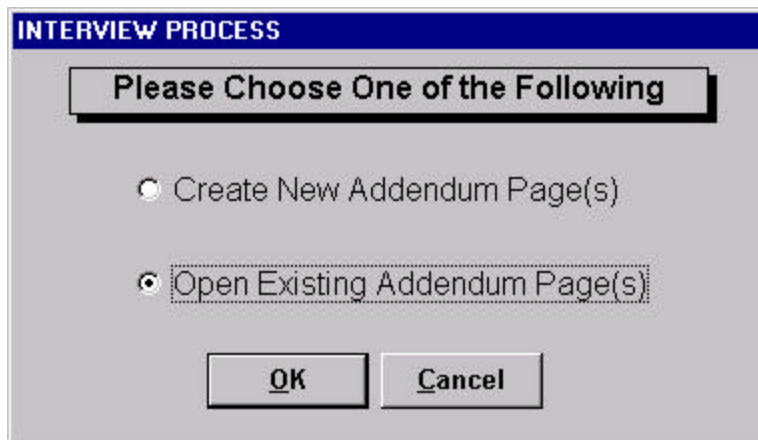 INTERVIEW PROCESS
Please Choose One of the Following
Create New Addendum Page(s)
Open Existing Addendum Page(s)
OK Cancel